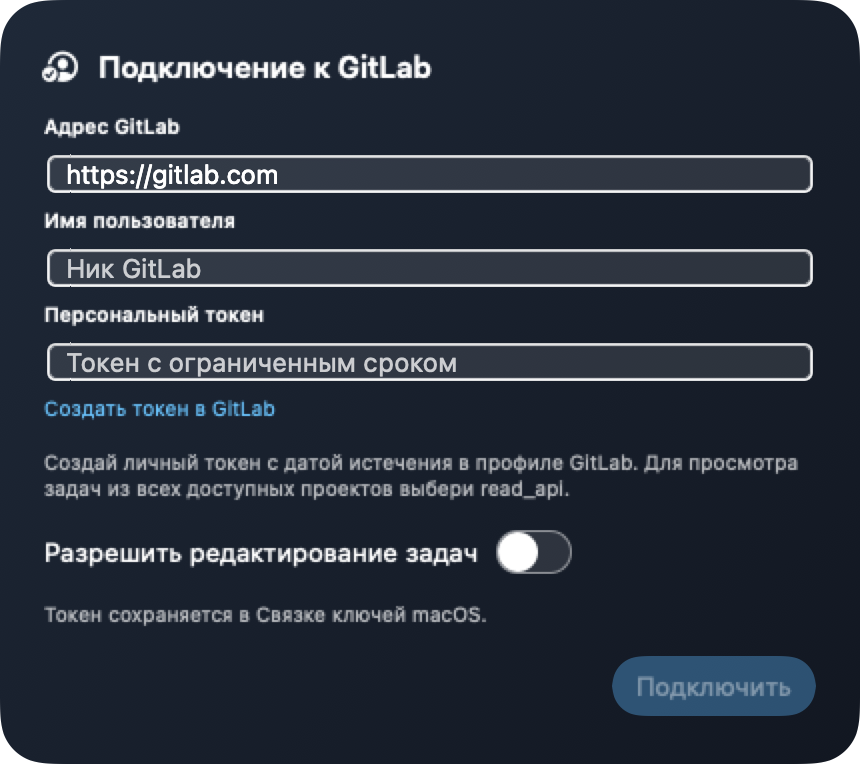 Подключение к GitLab
Адрес GitLab
https://gitlab.com
Имя пользователя
Ник GitLab
Персональный токен
Токен с ограниченным сроком
Создать токен в GitLab
Создай личный токен с датой истечения в профиле GitLab. Для просмотра
задач из всех доступных проектов выбери read_api.
Разрешить редактирование задач
Токен сохраняется в Связке ключей macOS.
Подключить